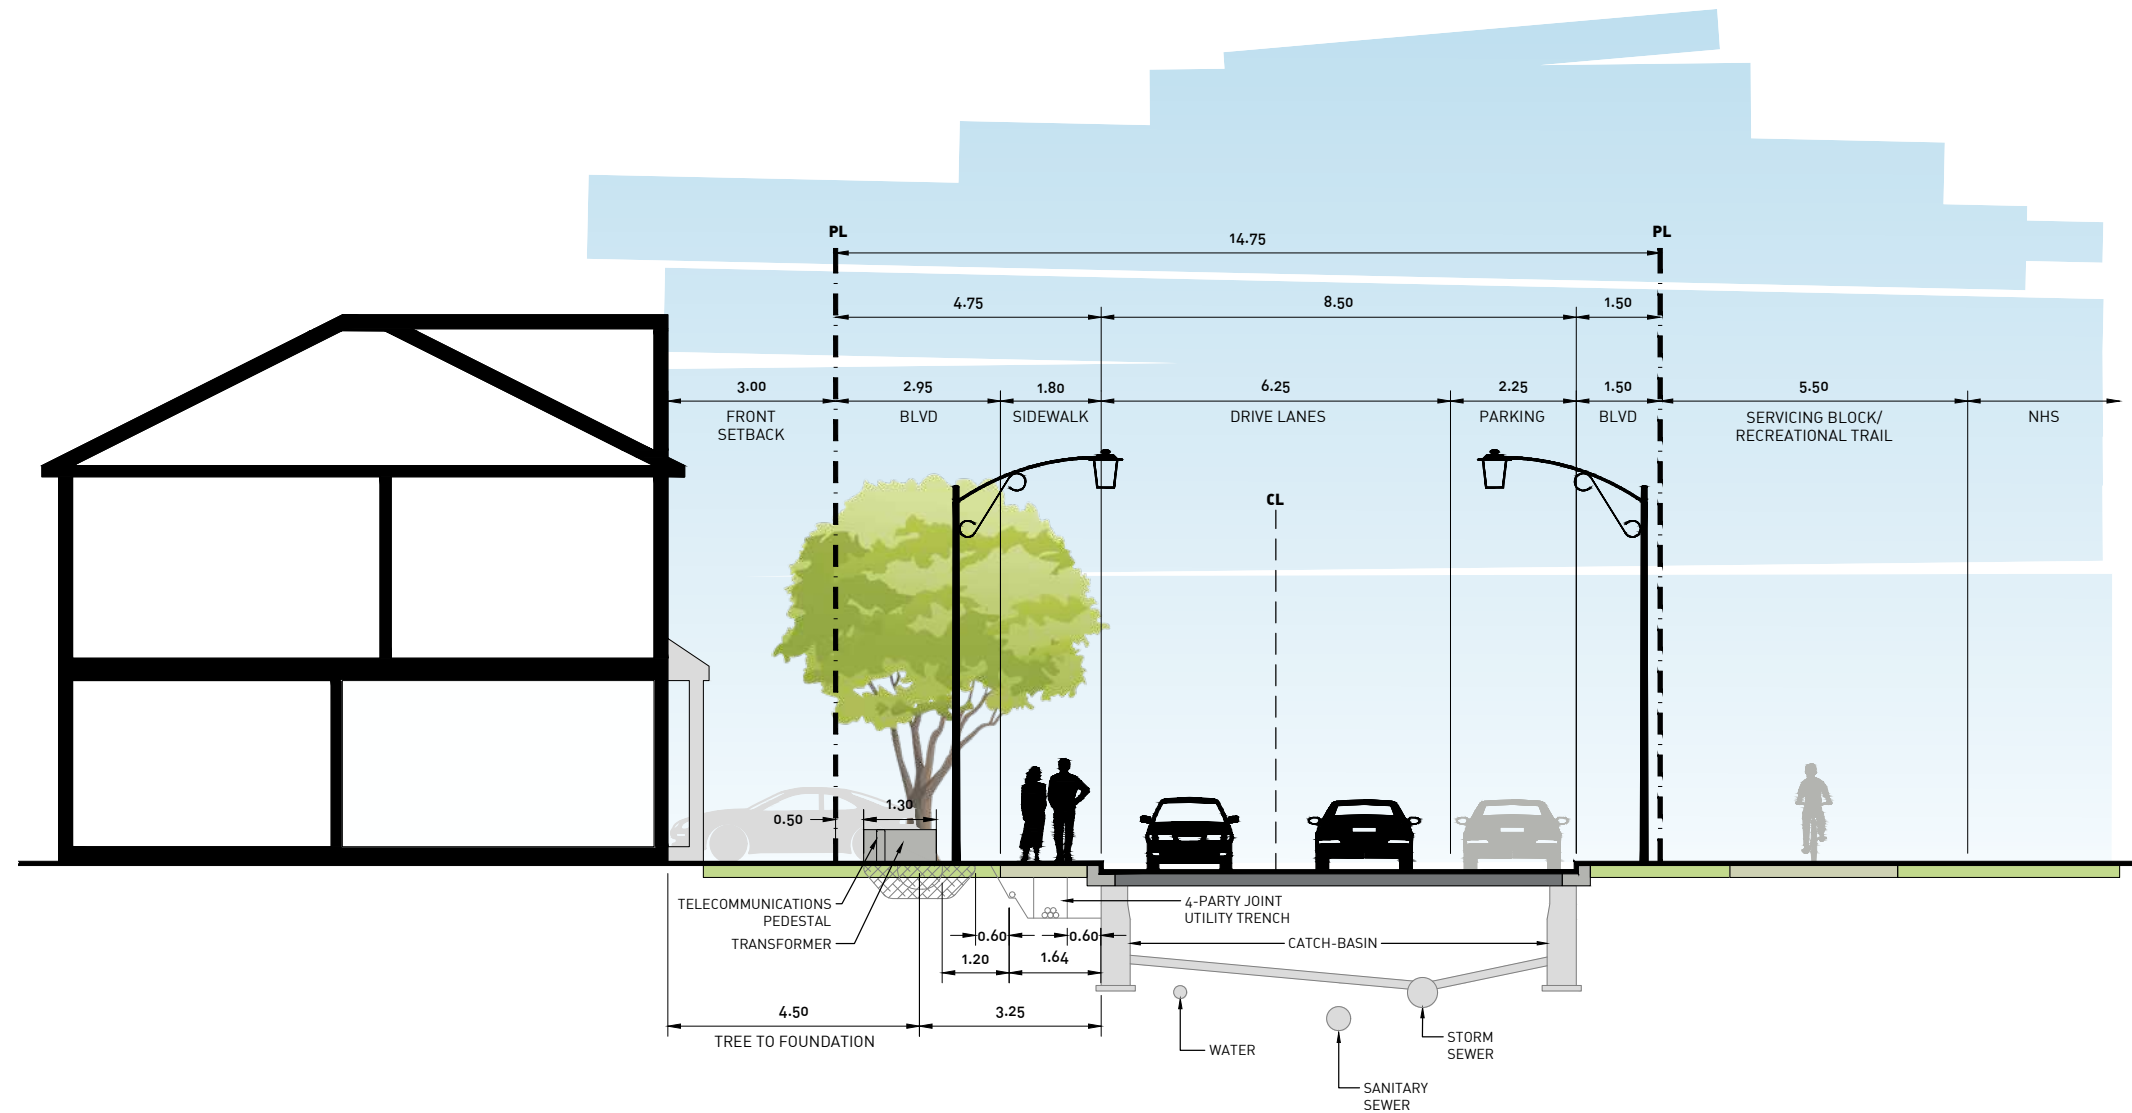 PL
PL
14.75
4.75
8.50
1.50
3.00
2.95
1.80
6.25
2.25
1.50
5.50
FRONT
SETBACK
BLVD
SIDEWALK
DRIVE LANES
PARKING
BLVD
SERVICING BLOCK/
RECREATIONAL TRAIL
NHS
CL
1.30
0.50
TELECOMMUNICATIONS
PEDESTAL
TRANSFORMER
4-PARTY JOINT
UTILITY TRENCH
0.60
0.60
CATCH-BASIN
1.20
1.64
4.50
3.25
TREE TO FOUNDATION
WATER
STORM
SEWER
SANITARY
SEWER